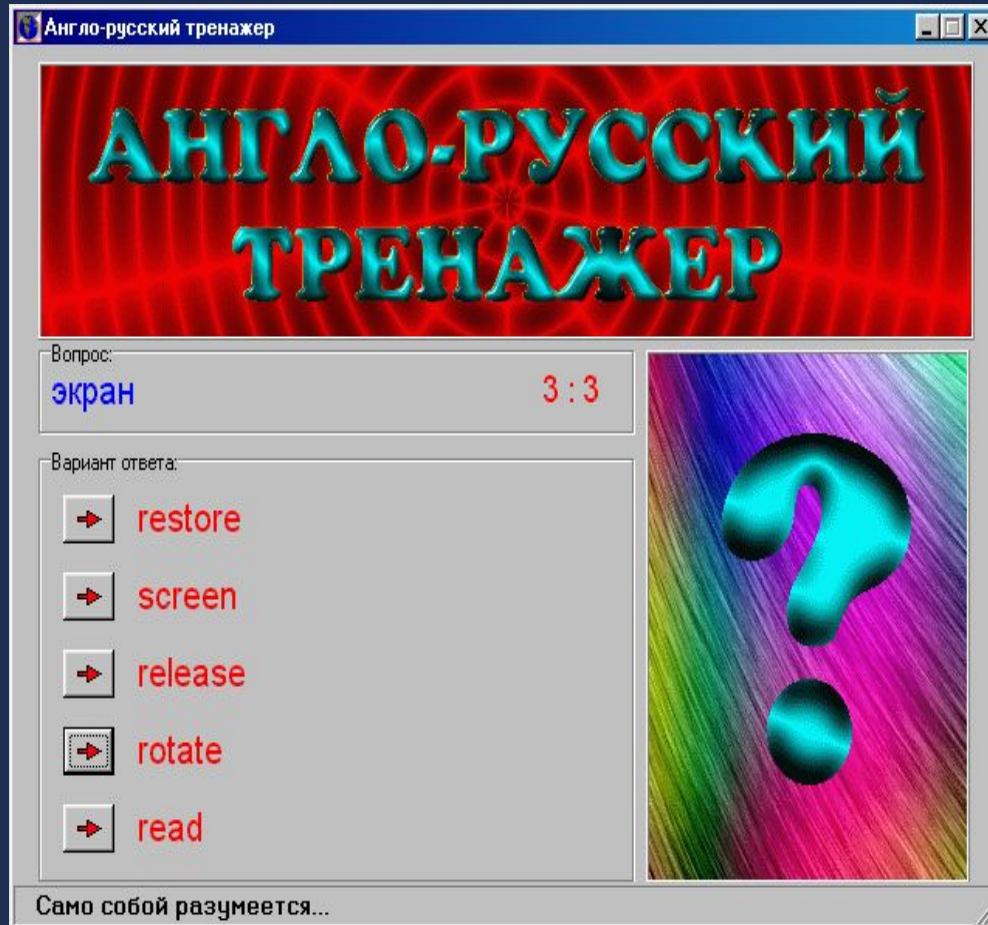 Англо-русский тренажер
АНГЛО-РУССКИЙ
ТРЕНАЖЕР
Вопрос:
экран 3 : 3
Вариант ответа:
restore
screen
release
rotate
read
Само собой разумеется...